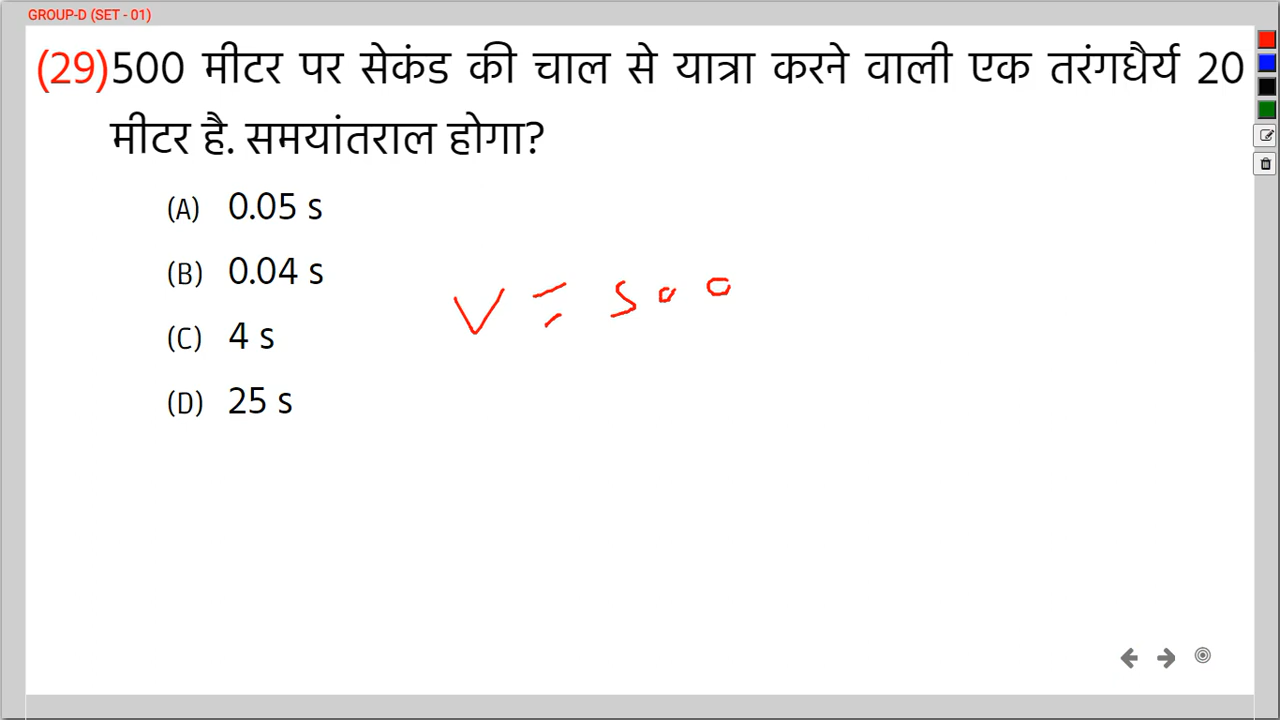 GROUP-D (SET - 01)
(29)500 मीटर पर सेकंड की चाल से यात्रा करने वाली एक तरंगधैर्य 20
मीटर है. समयांतराल होगा?
(A) 0.05 s
(B) 0.04 s
(C) 4 s
(D) 25 s
V = 500